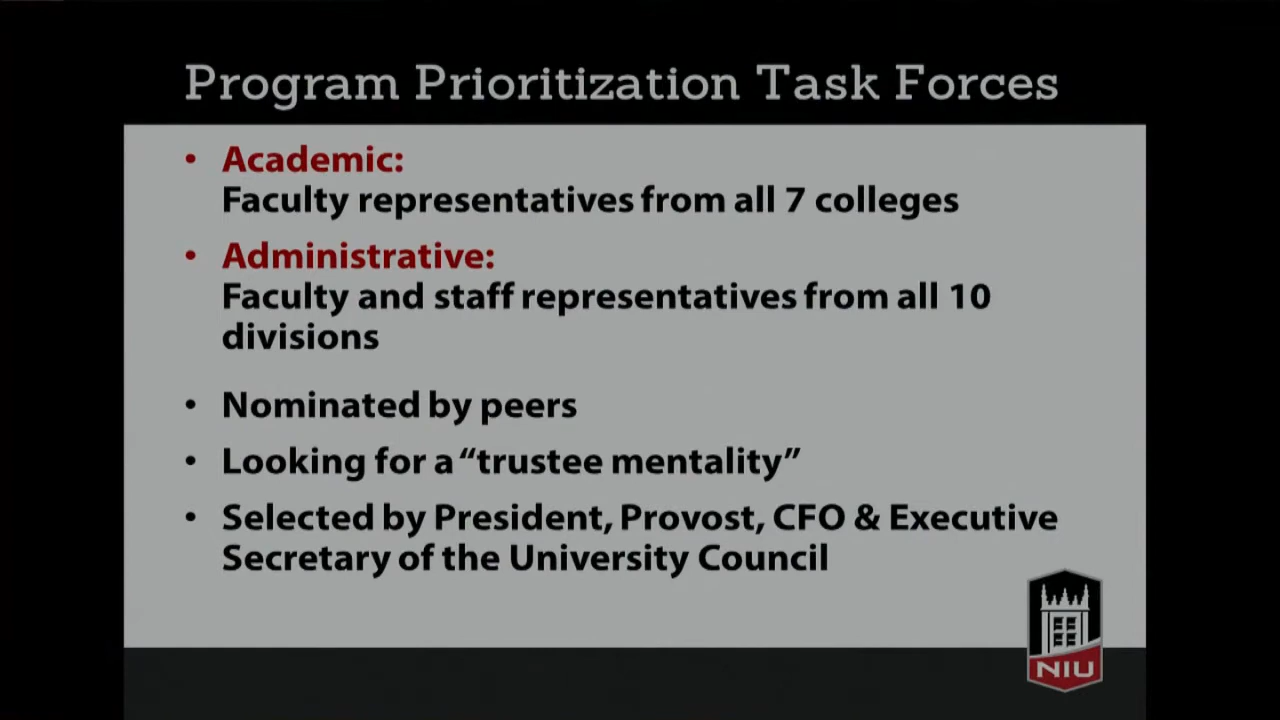 Program Prioritization Task Forces
• Academic:
Faculty representatives from all 7 colleges
• Administrative:
Faculty and staff representatives from all 10
divisions
• Nominated by peers
• Looking for a “trustee mentality”
• Selected by President, Provost, CFO & Executive
Secretary of the University Council
NIU